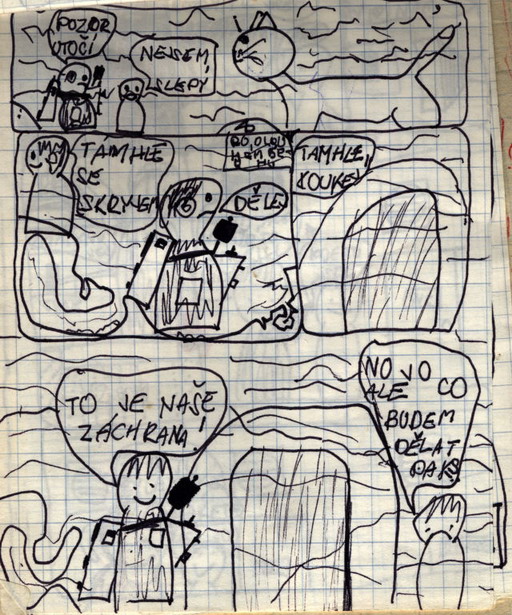 POZOR
ÚTOČÍ
NEJSEM
SLEPÝ
TAMHLE
SE
SKRYJEM
DĚLEJ
TAMHLE,
KOUKEJ
TO JE NAŠE
ZÁCHRANA!
NO JO
ALE CO
BUDEM
DĚLAT
PAK?